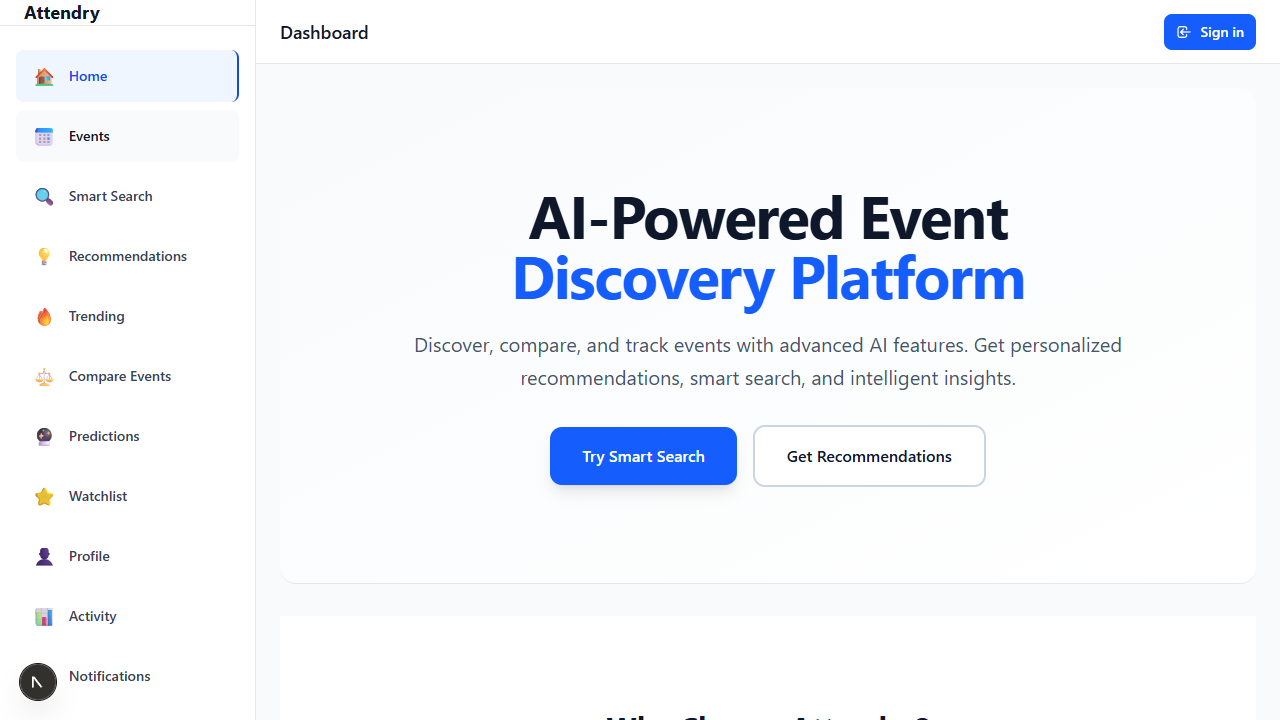 Attendry
Home
Events
Smart Search
Recommendations
Trending
Compare Events
Predictions
Watchlist
Profile
Activity
Notifications
Dashboard
Sign in
AI-Powered Event
Discovery Platform
Discover, compare, and track events with advanced AI features. Get personalized
recommendations, smart search, and intelligent insights.
Try Smart Search
Get Recommendations